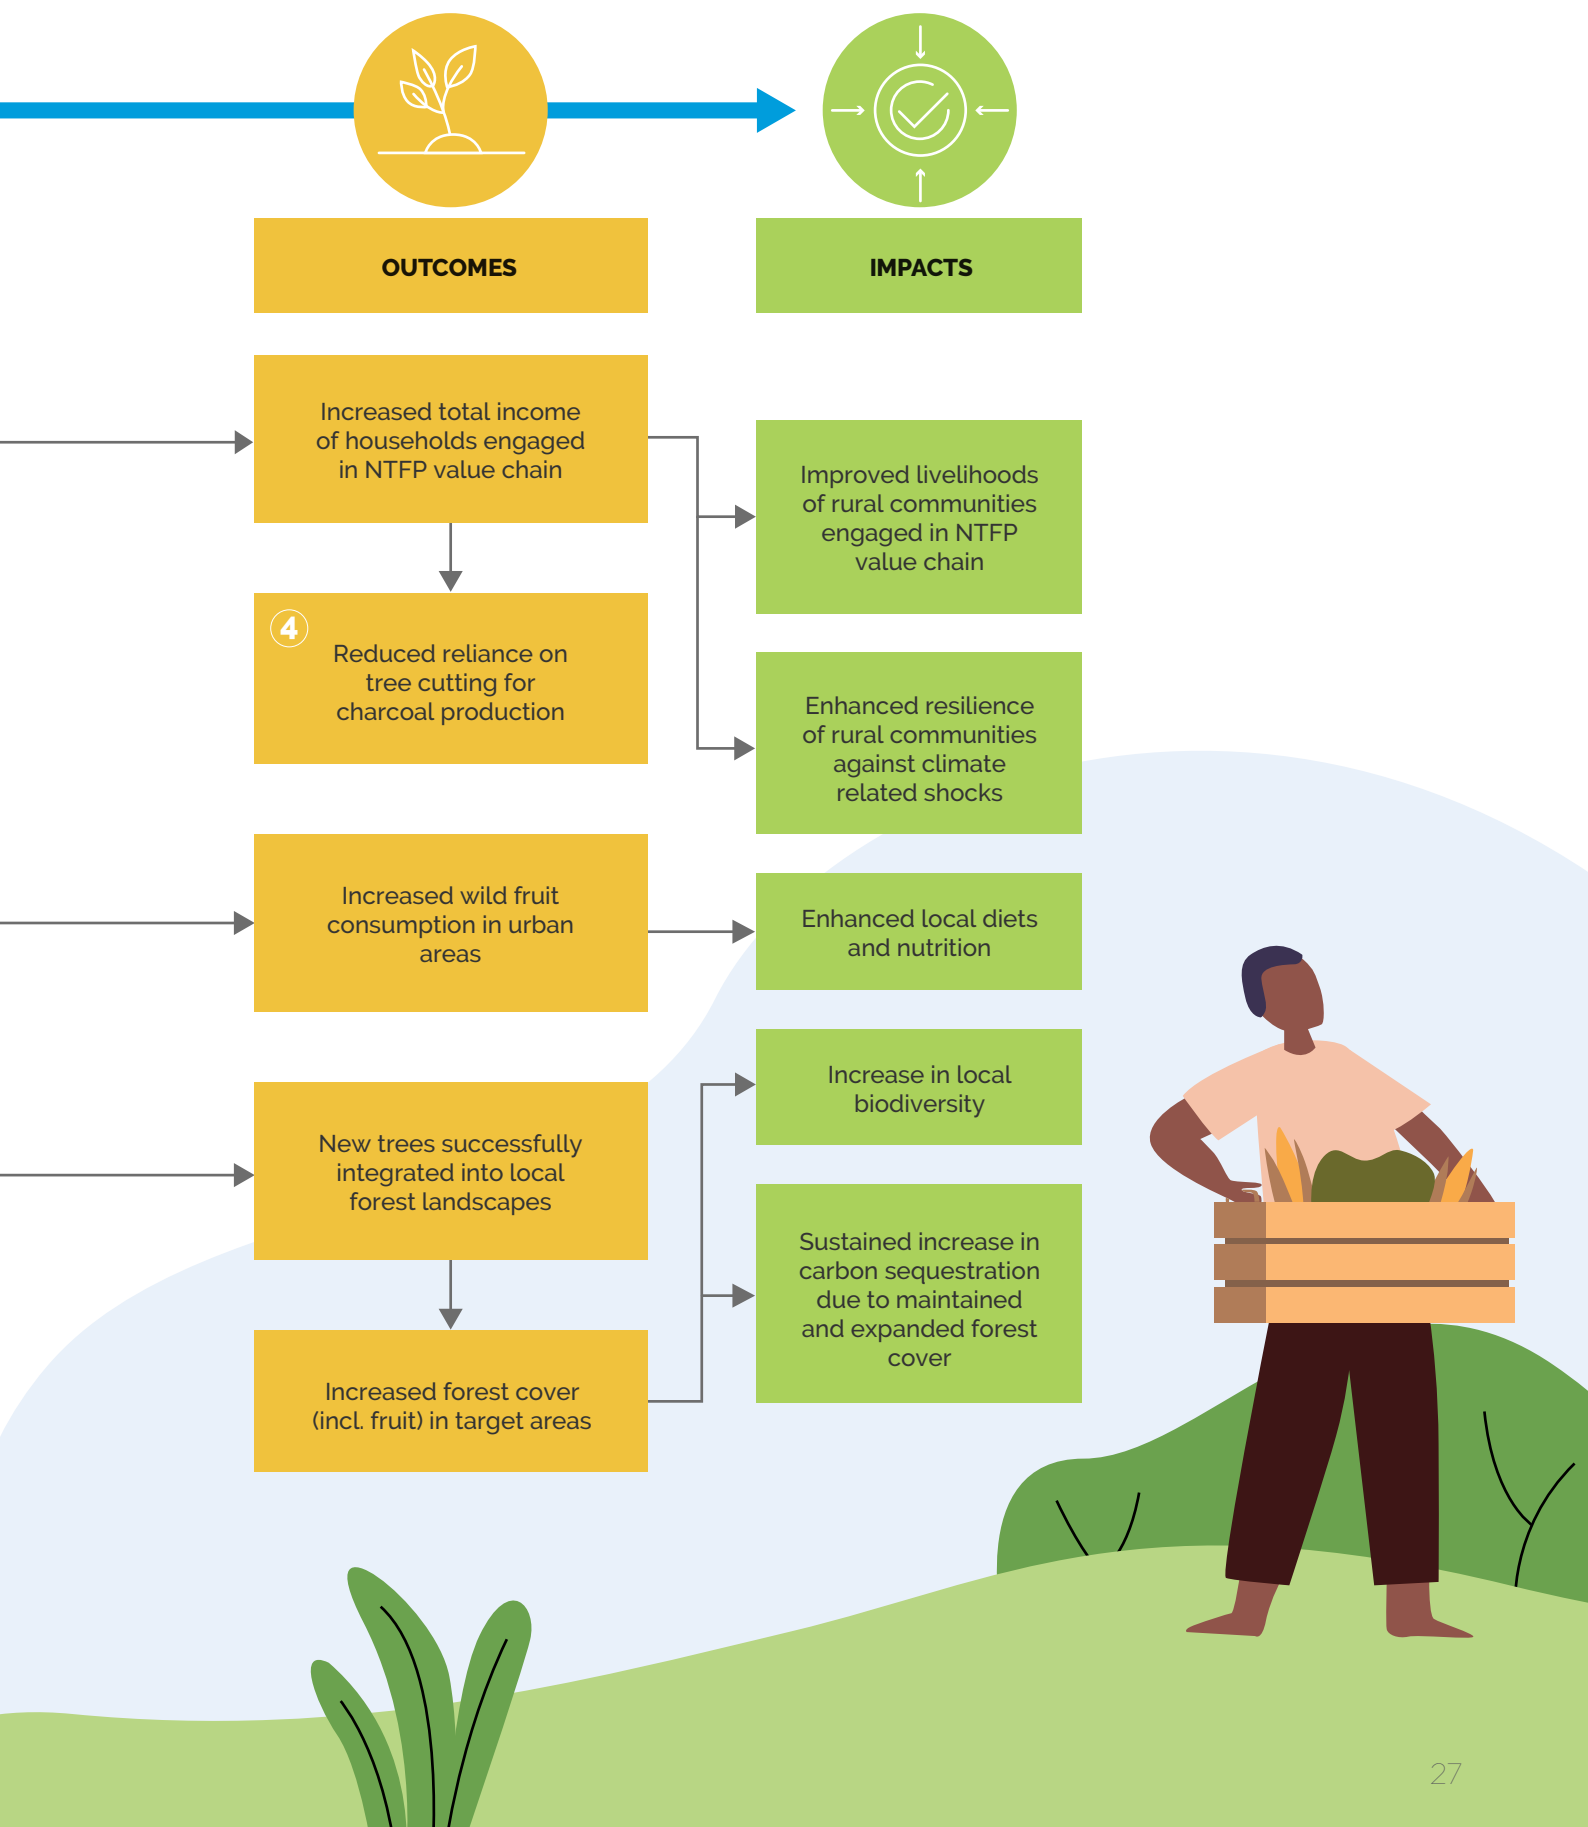 OUTCOMES
Increased total income
of households engaged
in NTFP value chain
4
Reduced reliance on
tree cutting for
charcoal production
Increased wild fruit
consumption in urban
areas
New trees successfully
integrated into local
forest landscapes
Increased forest cover
(incl. fruit) in target areas
IMPACTS
Improved livelihoods
of rural communities
engaged in NTFP
value chain
Enhanced resilience
of rural communities
against climate
related shocks
Enhanced local diets
and nutrition
Increase in local
biodiversity
Sustained increase in
carbon sequestration
due to maintained
and expanded forest
cover
27